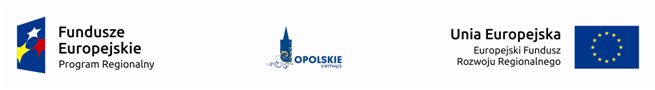 Fundusze
Europejskie
Program Regionalny
OPOLSKIE
KWITNĄCE
Unia Europejska
Europejski Fundusz
Rozwoju Regionalnego